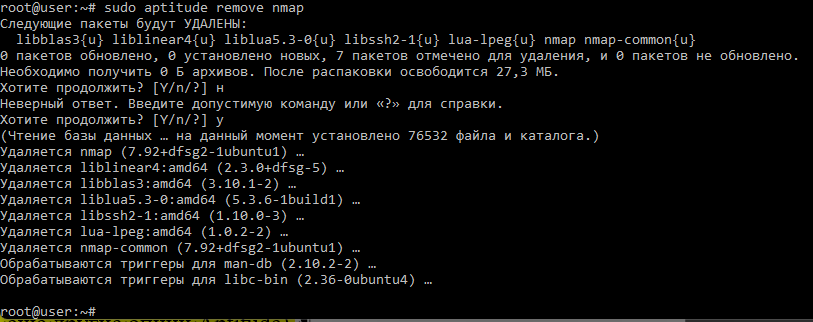 root@user:~# sudo aptitude remove nmap
Следующие пакеты будут УДАЛЕНЫ:
libblas3{u} liblinear4{u} liblua5.3-0{u} libssh2-1{u} lua-lpeg{u} nmap nmap-common{u}
0 пакетов обновлено, 0 установлено новых, 7 пакетов отмечено для удаления, и 0 пакетов не обновлено.
Необходимо получить 0 Б архивов. После распаковки освободится 27,3 МБ.
Хотите продолжить? [Y/n/?] н
Неверный ответ. Введите допустимую команду или «?» для справки.
Хотите продолжить? [Y/n/?] y
(Чтение базы данных … на данный момент установлено 76532 файла и каталога.)
Удаляется nmap (7.92+dfsg2-1ubuntu1) …
Удаляется liblinear4:amd64 (2.3.0+dfsg-5) …
Удаляется libblas3:amd64 (3.10.1-2) …
Удаляется liblua5.3-0:amd64 (5.3.6-1build1) …
Удаляется libssh2-1:amd64 (1.10.0-3) …
Удаляется lua-lpeg:amd64 (1.0.2-2) …
Удаляется nmap-common (7.92+dfsg2-1ubuntu1) …
Обрабатываются триггеры для man-db (2.10.2-2) …
Обрабатываются триггеры для libc-bin (2.36-0ubuntu4) …
root@user:~#